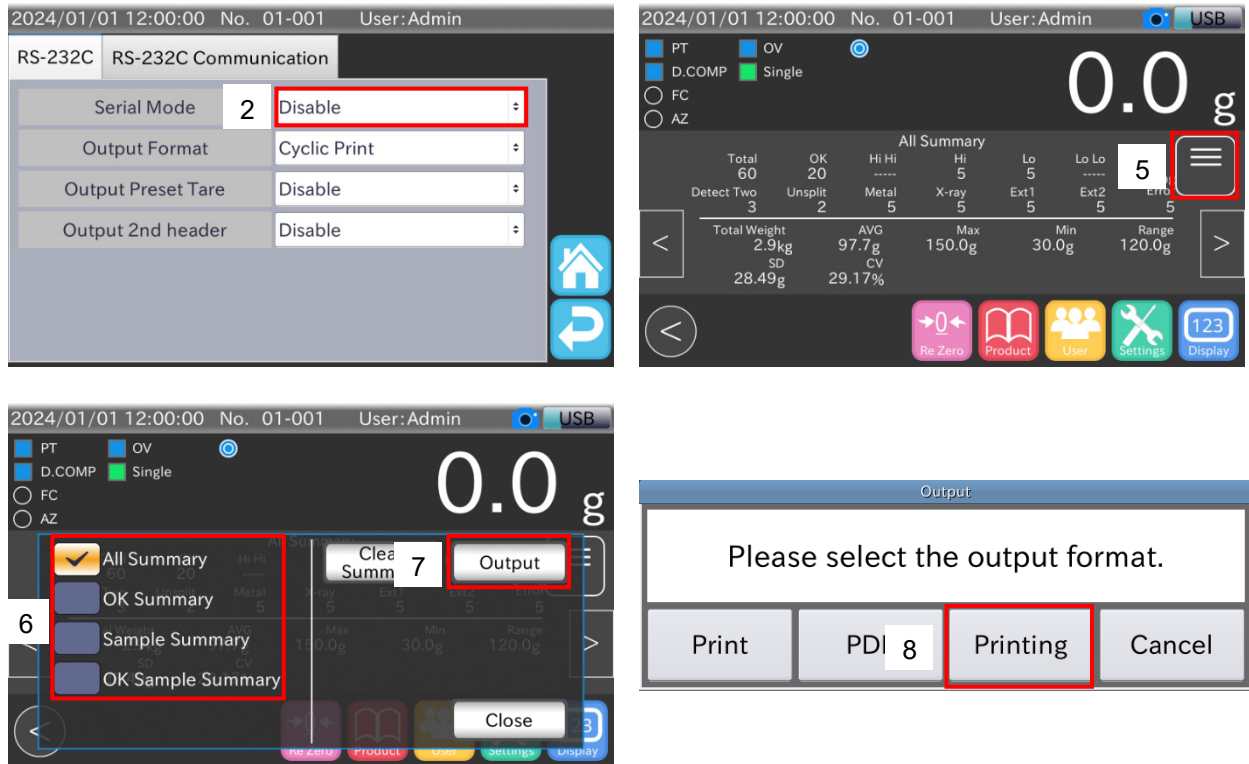 2024/01/01 12:00:00 No. 01-001 User:Admin
RS-232C RS-232C Communication
Serial Mode 2 Disable
Output Format Cyclic Print
Output Preset Tare Disable
Output 2nd header Disable
2024/01/01 12:00:00 No. 01-001 User:Admin USB
PT OV
D.COMP Single
FC
AZ
0.0 g
All Summary
Total OK Hi Hi Hi Lo Lo Lo
60 20 ----- 5 5 -----
5
Detect Two Unsplit Metal X-ray Ext1 Ext2
3 2 5 5 5 5 5
Total Weight AVG Max Min Range
2.9kg 97.7g 150.0g 30.0g 120.0g
SD CV
28.49g 29.17%
< >
<
→0← 123
Re Zero Product User Settings Display
2024/01/01 12:00:00 No. 01-001 User:Admin USB
PT OV
D.COMP Single
FC
AZ
0.0 g
All Summary
OK Summary
Sample Summary
OK Sample Summary
6
7
Output
Close
Re Zero Product User Settings Display
Output
Please select the output format.
Print 8 Printing Cancel